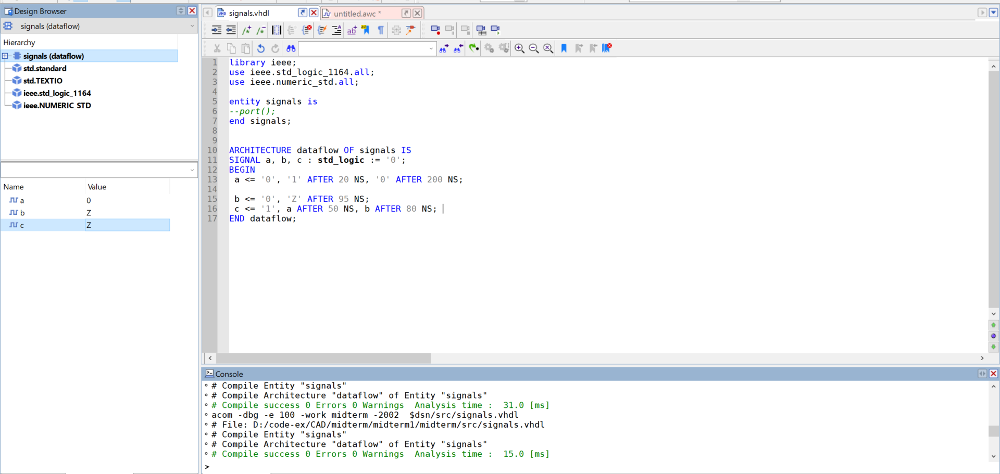 Design Browser
signals (dataflow)
Hierarchy
signals (dataflow)
std.standard
std.TEXTIO
ieee.std_logic_1164
ieee.NUMERIC_STD
Name Value
a 0
b Z
c Z
signals.vhdl
untitled.awc *
1 library ieee;
2 use ieee.std_logic_1164.all;
3 use ieee.numeric_std.all;
4
5 entity signals is
6 --port();
7 end signals;
8
9
10 ARCHITECTURE dataflow OF signals IS
11 SIGNAL a, b, c : std_logic := '0';
12 BEGIN
13 a <= '0', '1' AFTER 20 NS, '0' AFTER 200 NS;
14
15 b <= '0', 'Z' AFTER 95 NS;
16 c <= '1', a AFTER 50 NS, b AFTER 80 NS;
17 END dataflow;
Console
# Compile Entity "signals"
# Compile Architecture "dataflow" of Entity "signals"
# Compile success 0 Errors 0 Warnings Analysis time : 31.0 [ms]
acom -dbg -e 100 -work midterm -2002 $dsn/src/signals.vhdl
# File: D:/code-ex/CAD/midterm/midterm1/midterm/src/signals.vhdl
# Compile Entity "signals"
# Compile Architecture "dataflow" of Entity "signals"
# Compile success 0 Errors 0 Warnings Analysis time : 15.0 [ms]
>